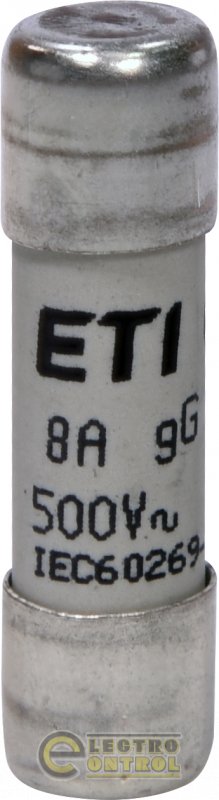 ETI
8A gG
500V~
IEC60269-
ELECTRO
CONTROL